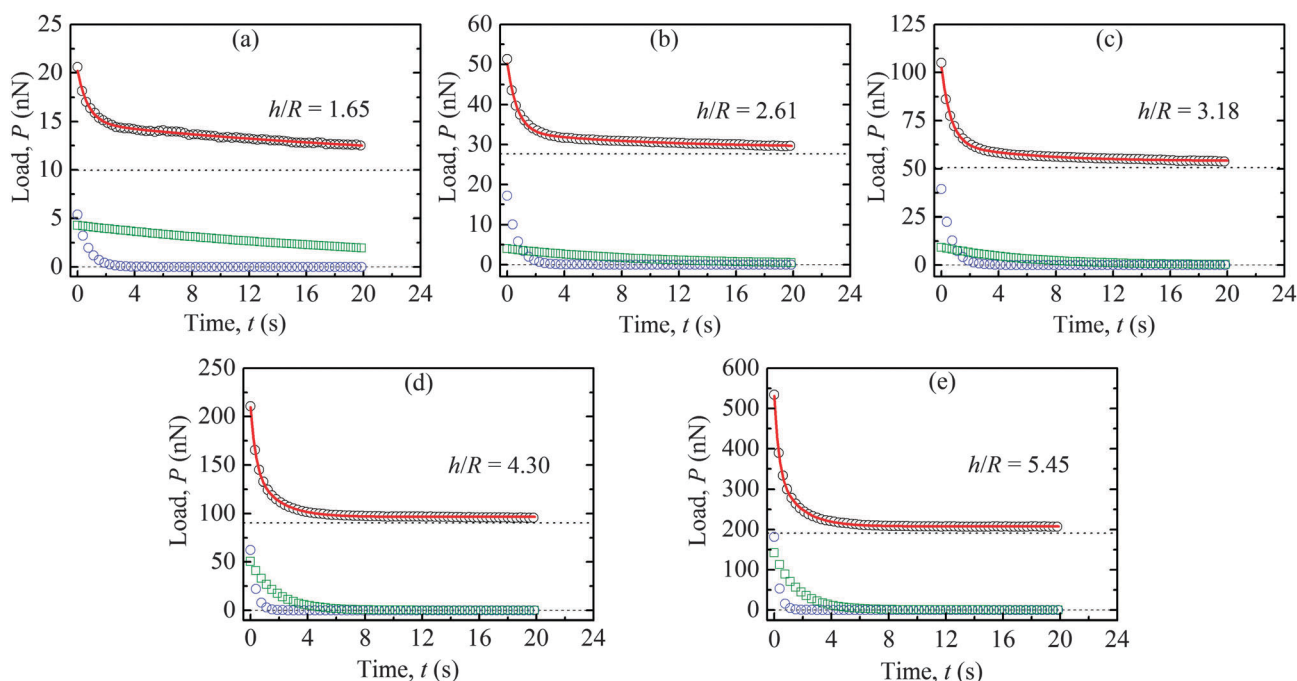 (a)
25
20
15
10
5
0
Load, P (nN)
h/R = 1.65
0 4 8 12 16 20 24
Time, t (s)
(b)
60
50
40
30
20
10
0
Load, P (nN)
h/R = 2.61
0 4 8 12 16 20 24
Time, t (s)
(c)
125
100
75
50
25
0
Load, P (nN)
h/R = 3.18
0 4 8 12 16 20 24
Time, t (s)
(d)
250
200
150
100
50
0
Load, P (nN)
h/R = 4.30
0 4 8 12 16 20 24
Time, t (s)
(e)
600
500
400
300
200
100
0
Load, P (nN)
h/R = 5.45
0 4 8 12 16 20 24
Time, t (s)